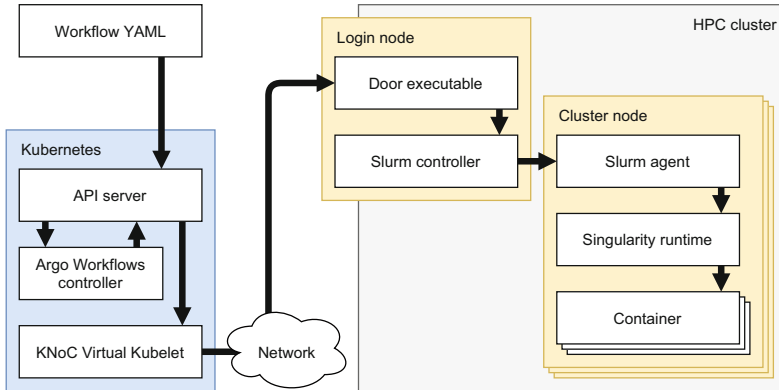 Workflow YAML
Kubernetes
API server
Argo Workflows
controller
KNoC Virtual Kubelet
Network
Login node
Door executable
Slurm controller
HPC cluster
Cluster node
Slurm agent
Singularity runtime
Container